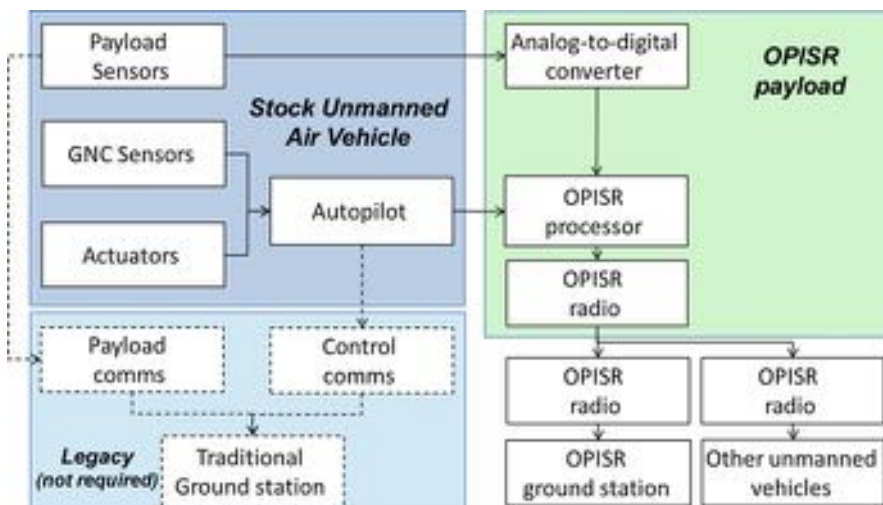 Payload
Sensors
Analog-to-digital
converter
OPISR
payload
Stock Unmanned
Air Vehicle
GNC Sensors
Autopilot
OPISR
processor
Actuators
OPISR
radio
Payload
comms
Control
comms
OPISR
radio
OPISR
radio
Legacy
(not required)
Traditional
Ground station
OPISR
ground station
Other unmanned
vehicles